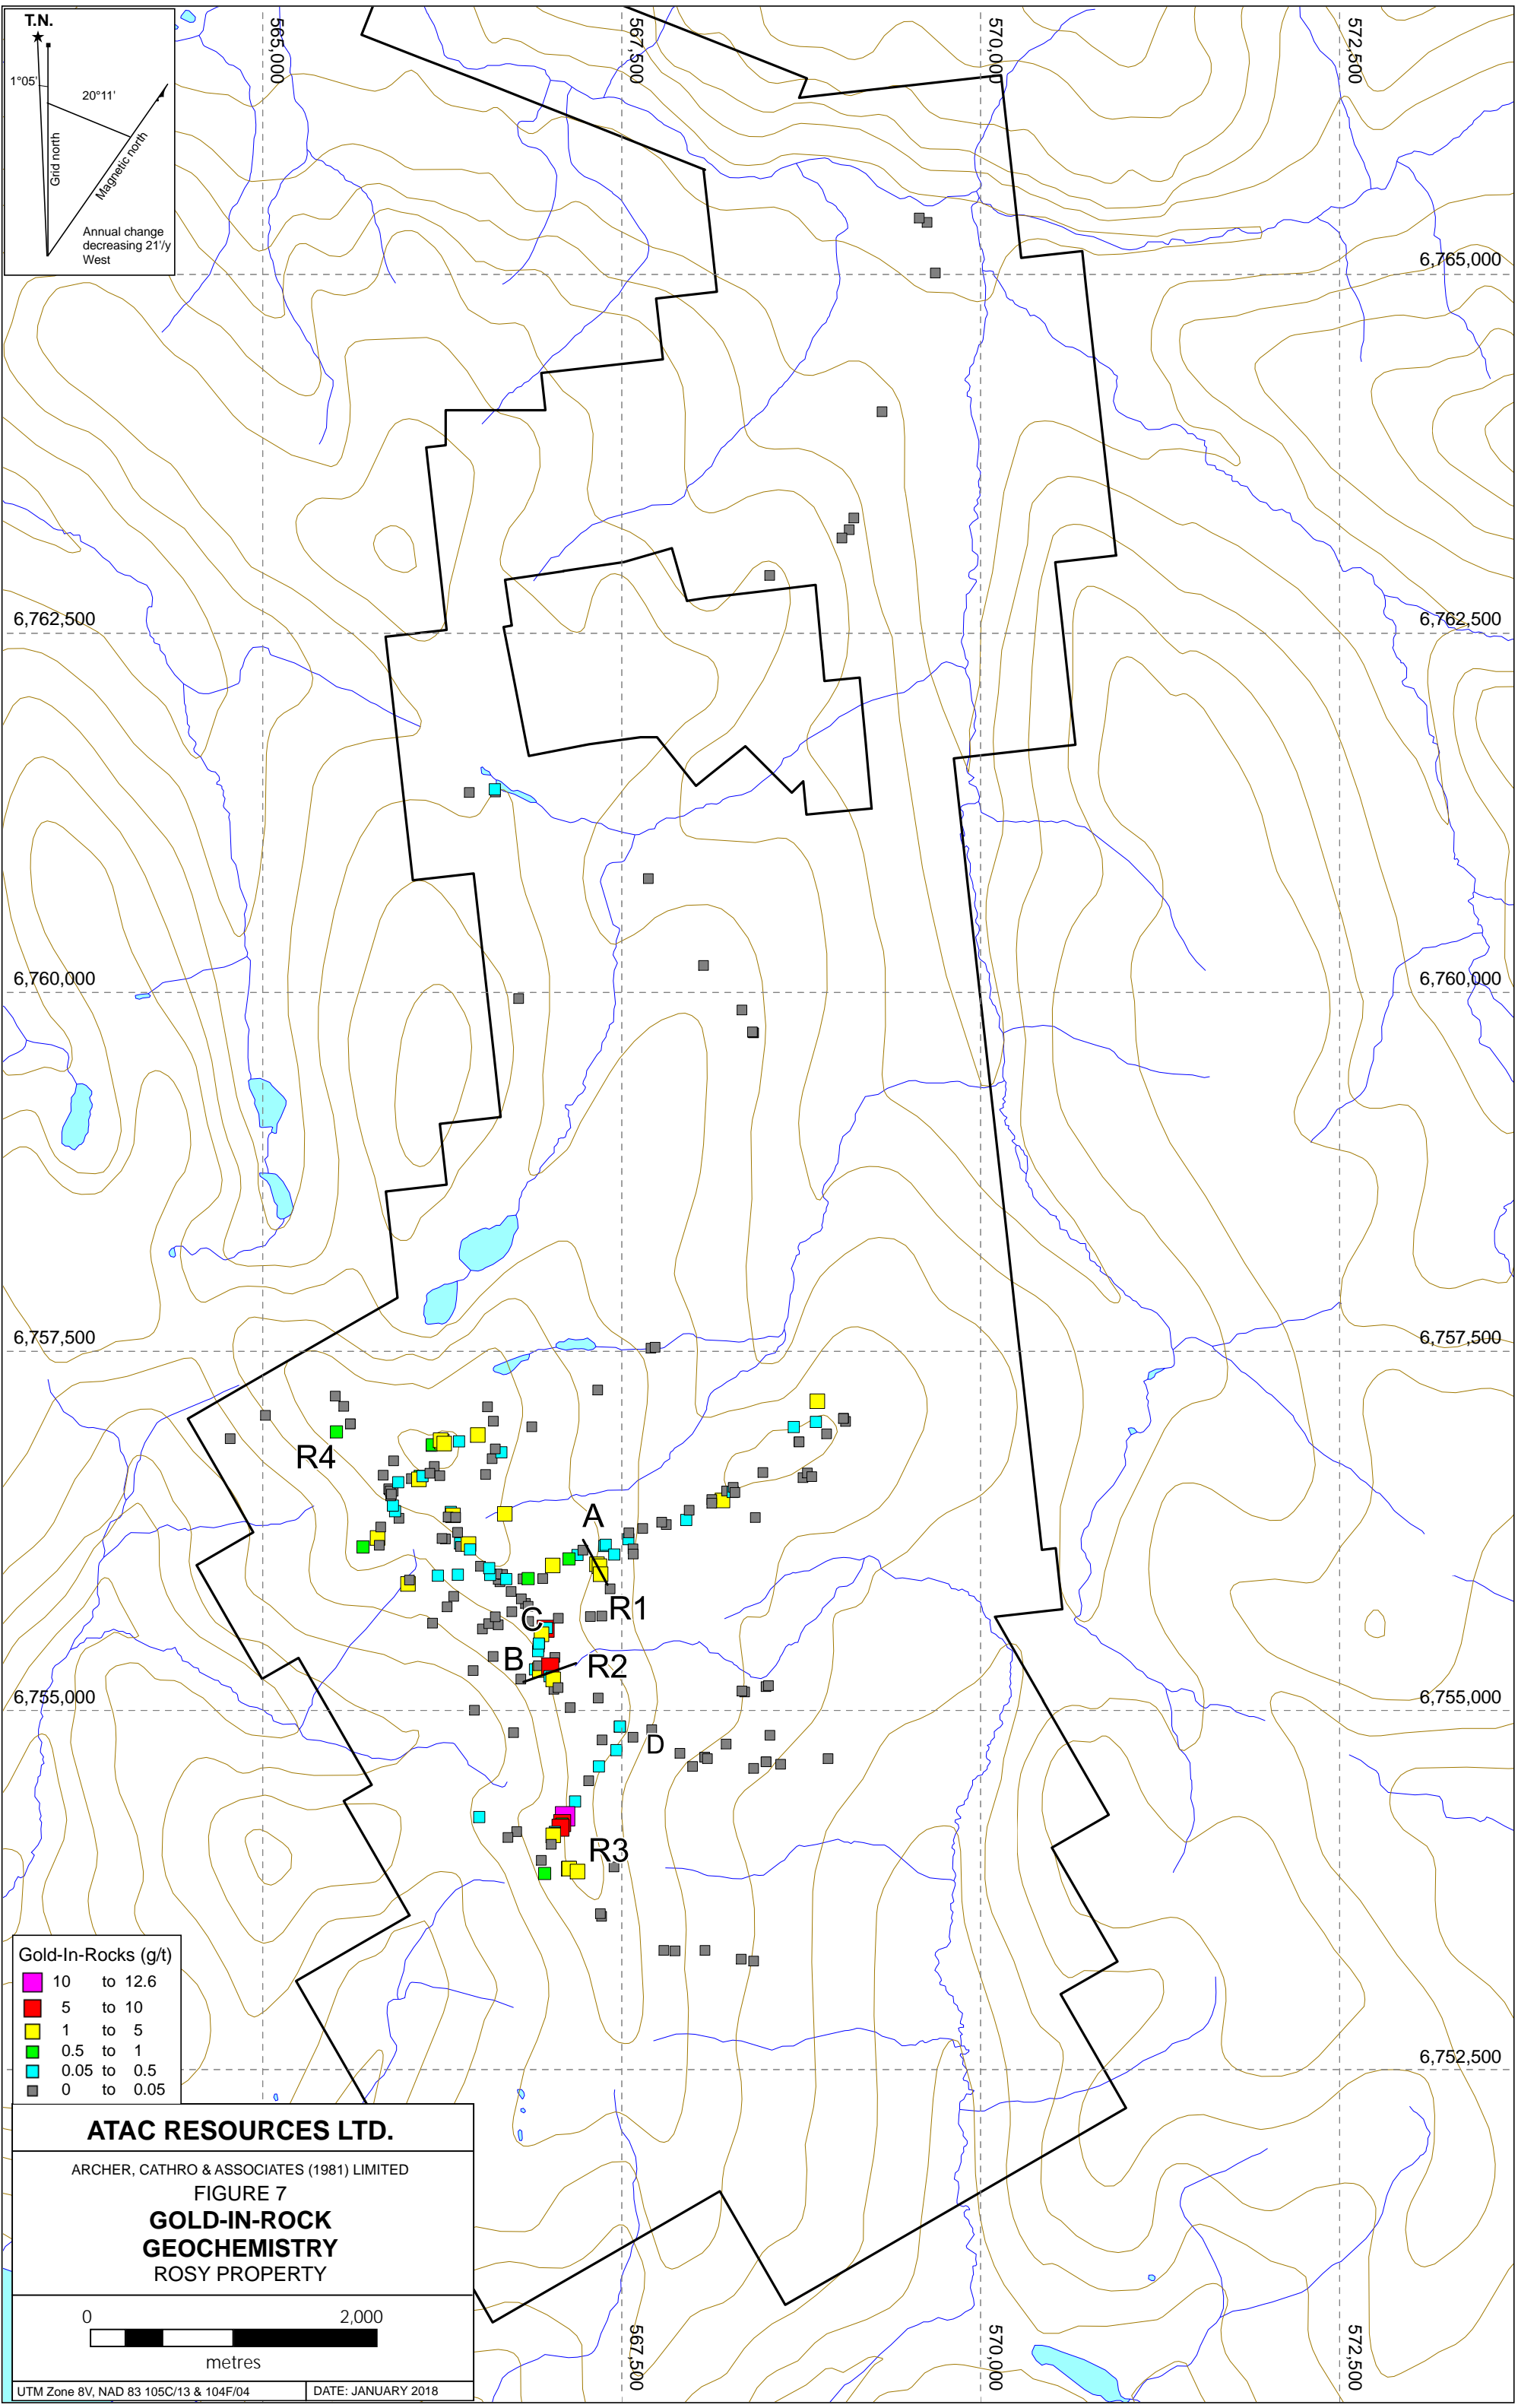 T.N.
1°05'
20°11'
Grid north
Magnetic north
Annual change
decreasing 21'/y
West
565,000
567,500
570,000
572,500
6,765,000
6,762,500
6,762,500
6,760,000
6,760,000
6,757,500
6,757,500
R4
A
R1
C
B
R2
6,755,000
6,755,000
D
R3
Gold-In-Rocks (g/t)
10 to 12.6
5 to 10
1 to 5
0.5 to 1
0.05 to 0.5
0 to 0.05
6,752,500
ATAC RESOURCES LTD.
ARCHER, CATHRO & ASSOCIATES (1981) LIMITED
FIGURE 7
GOLD-IN-ROCK
GEOCHEMISTRY
ROSY PROPERTY
0 2,000
metres
UTM Zone 8V, NAD 83 105C/13 & 104F/04 DATE: JANUARY 2018
567,500
570,000
572,500